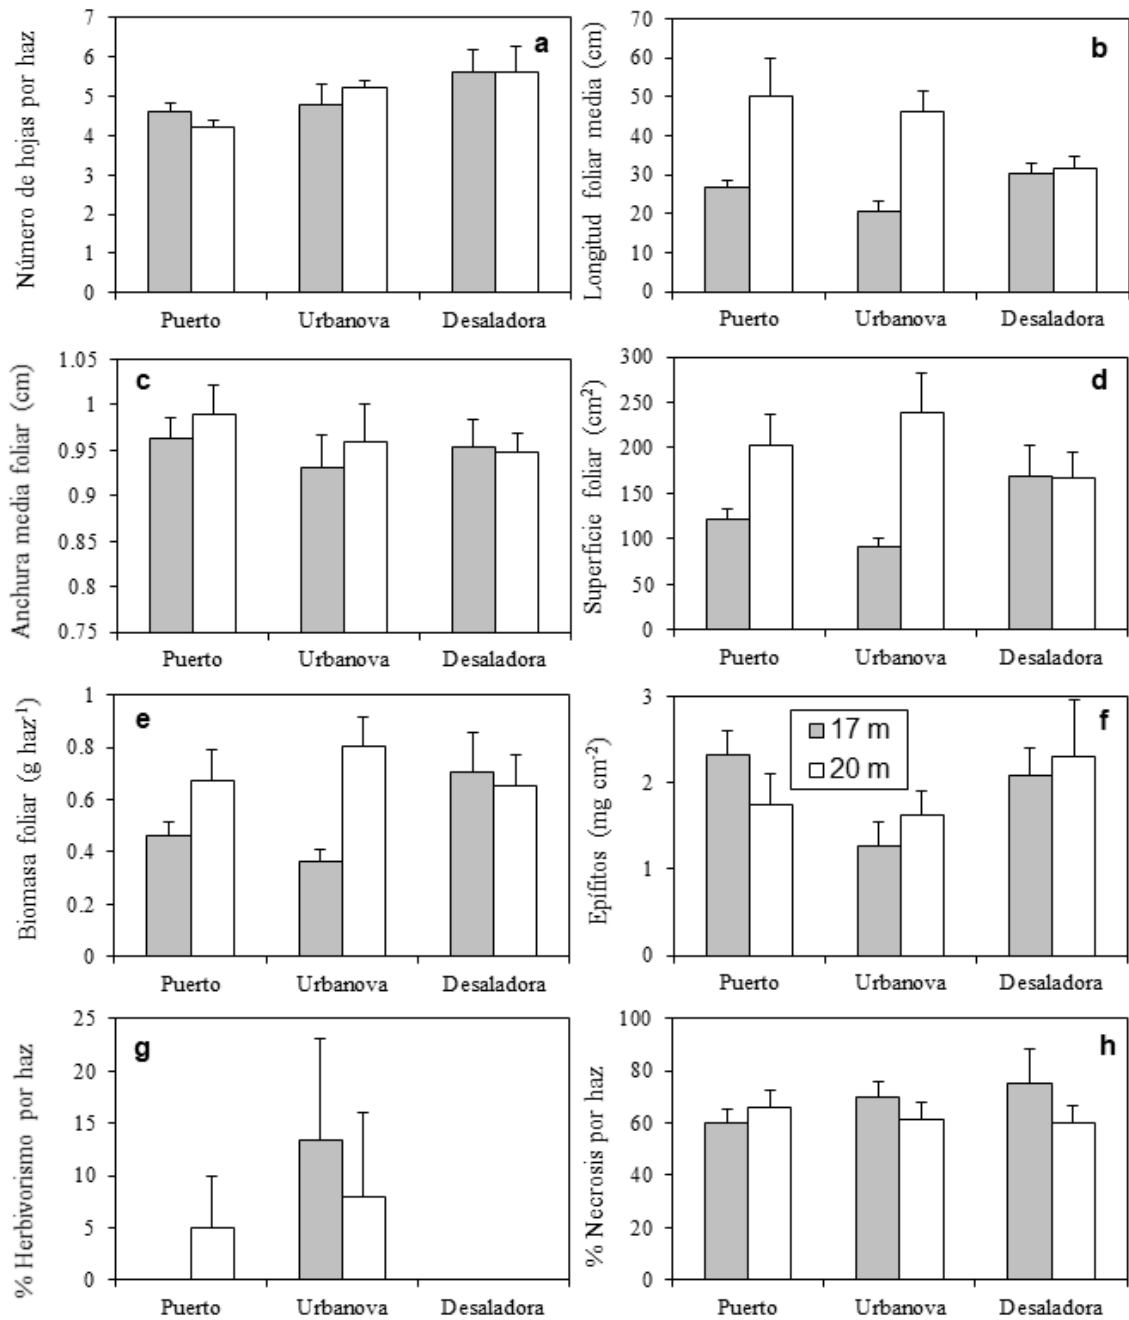 a
Número de hojas por haz
7
6
5
4
3
2
1
0
Puerto Urbanova Desaladora
b
Longitud foliar media (cm)
70
60
50
40
30
20
10
0
Puerto Urbanova Desaladora
c
Anchura media foliar (cm)
1.05
1
0.95
0.9
0.85
0.8
0.75
Puerto Urbanova Desaladora
d
Superficie foliar (cm²)
300
250
200
150
100
50
0
Puerto Urbanova Desaladora
e
Biomasa foliar (g haz⁻¹)
1
0.8
0.6
0.4
0.2
0
Puerto Urbanova Desaladora
f
Epífitos (mg cm⁻²)
3
2
1
0
17 m
20 m
Puerto Urbanova Desaladora
g
% Herbivorismo por haz
25
20
15
10
5
0
Puerto Urbanova Desaladora
h
% Necrosis por haz
100
80
60
40
20
0
Puerto Urbanova Desaladora